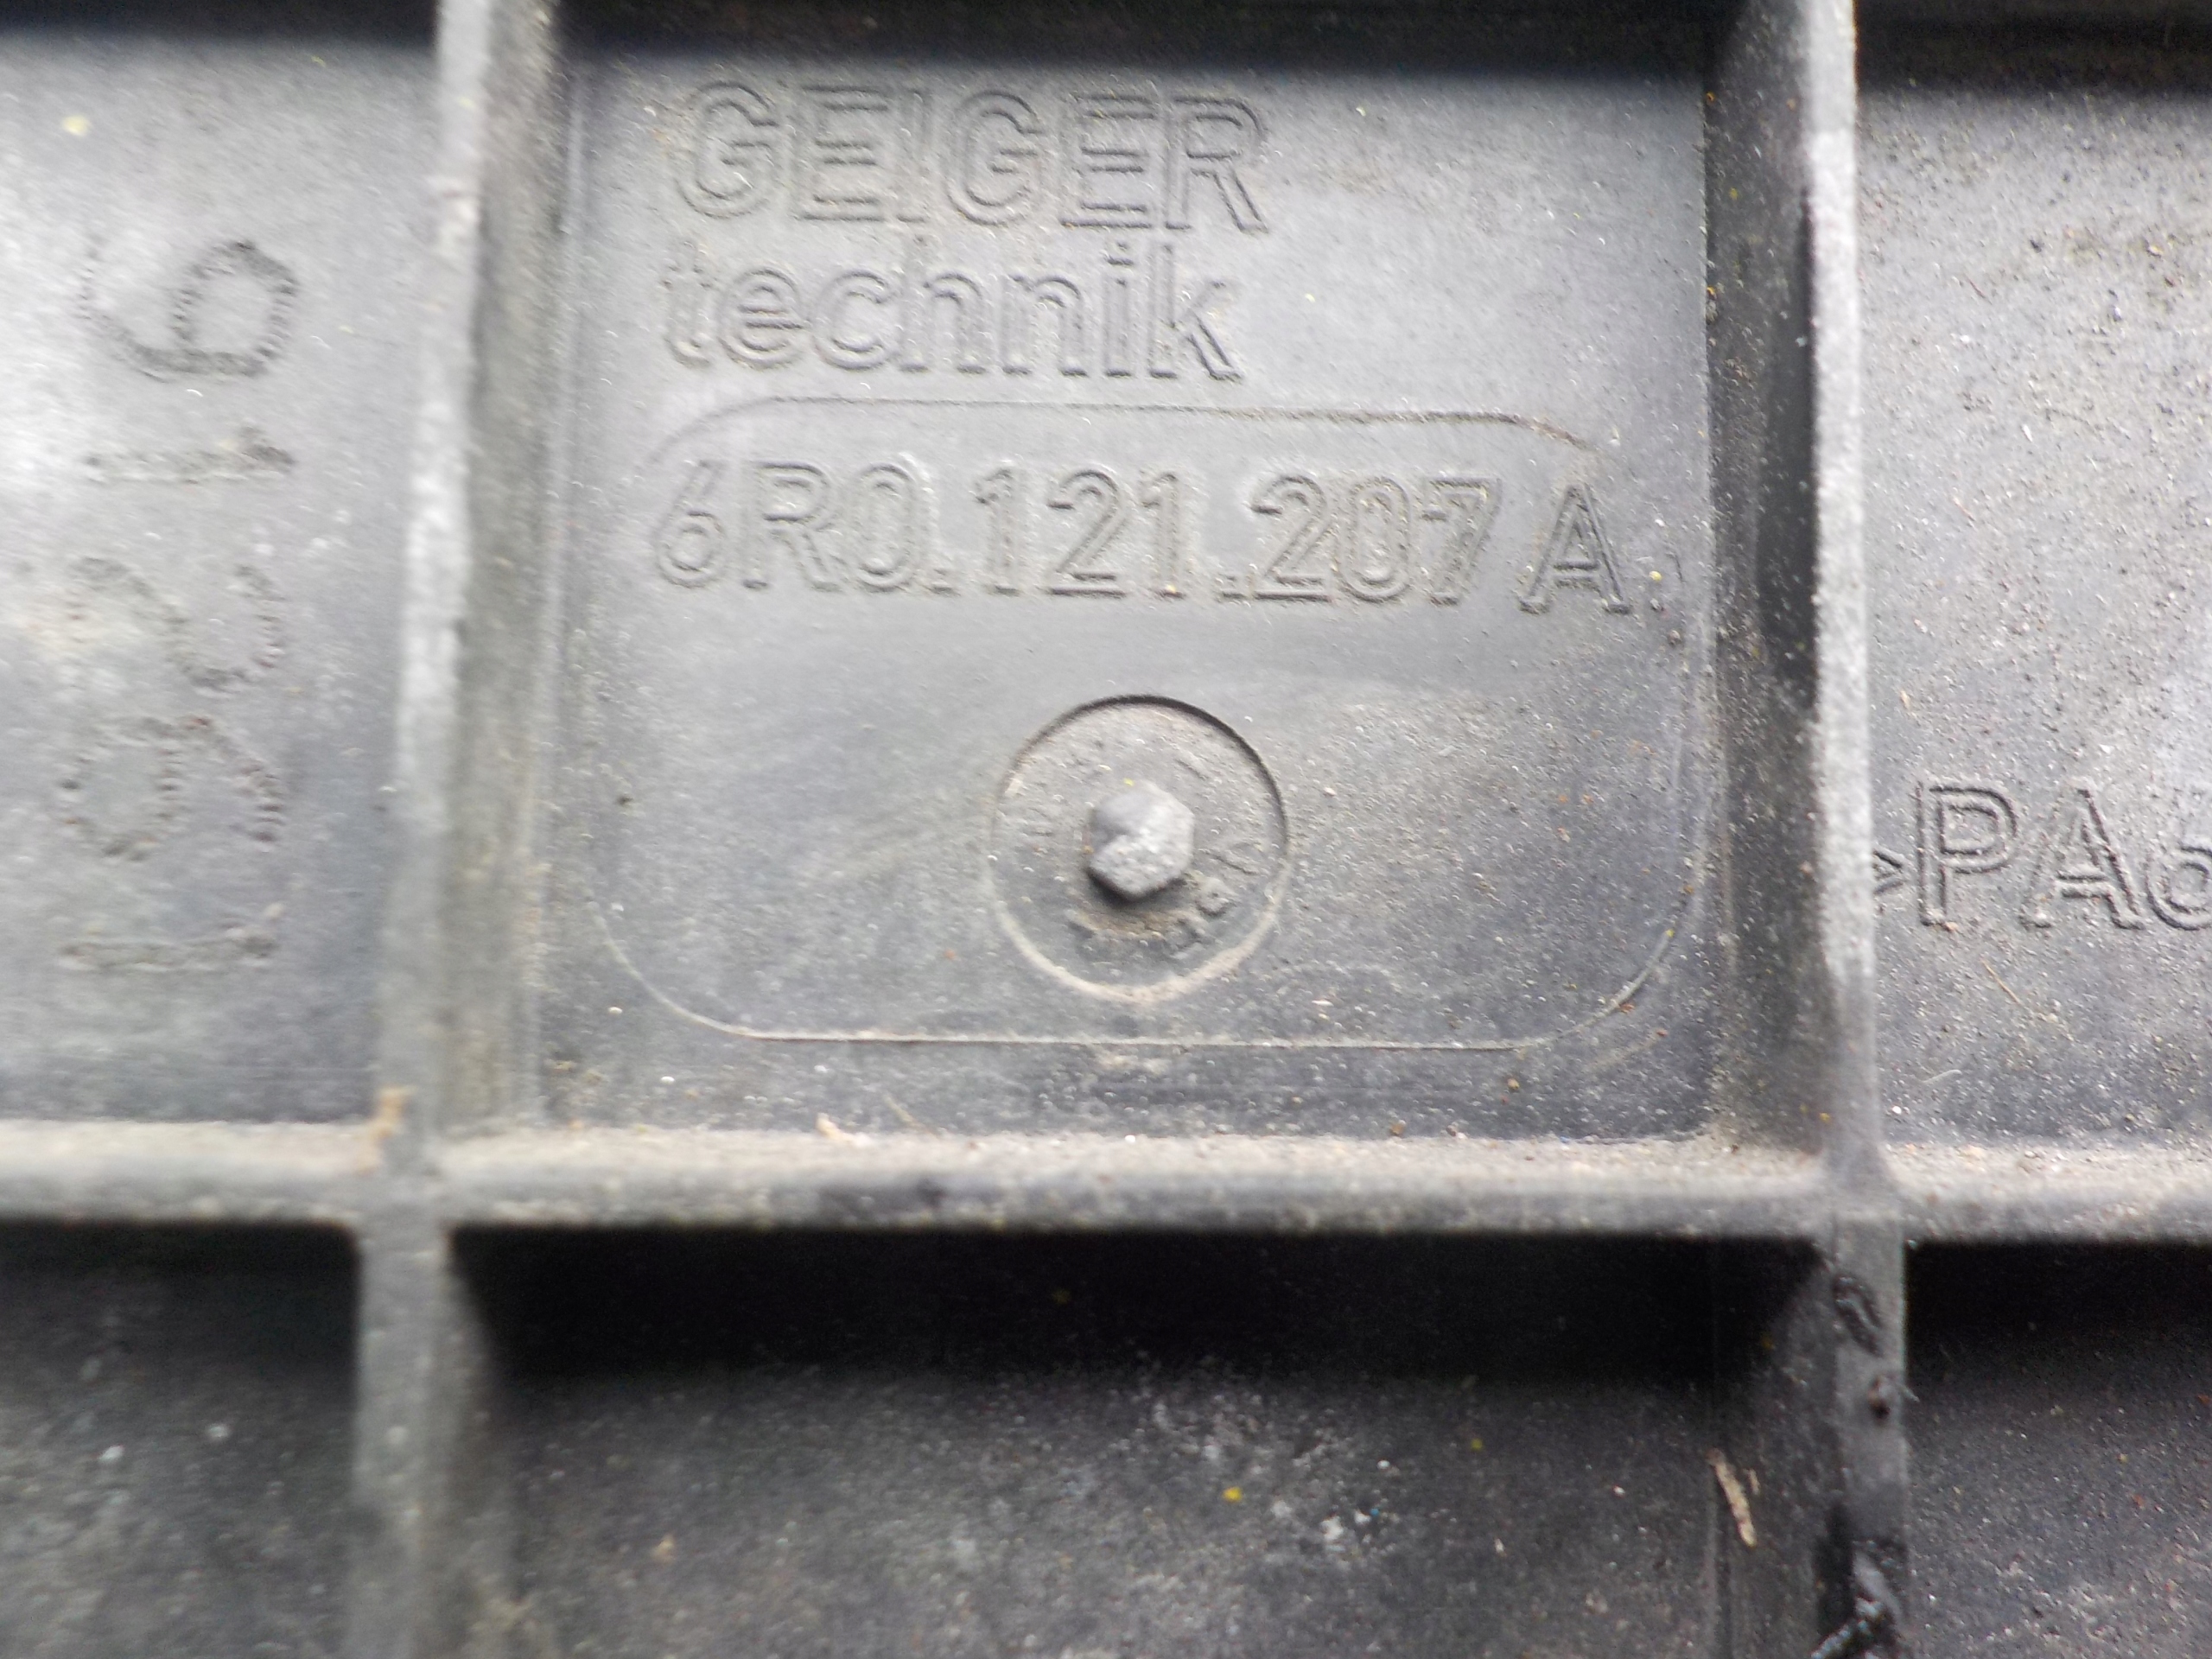 GEIGER
technik
6R0.121.207 A.
>PA6